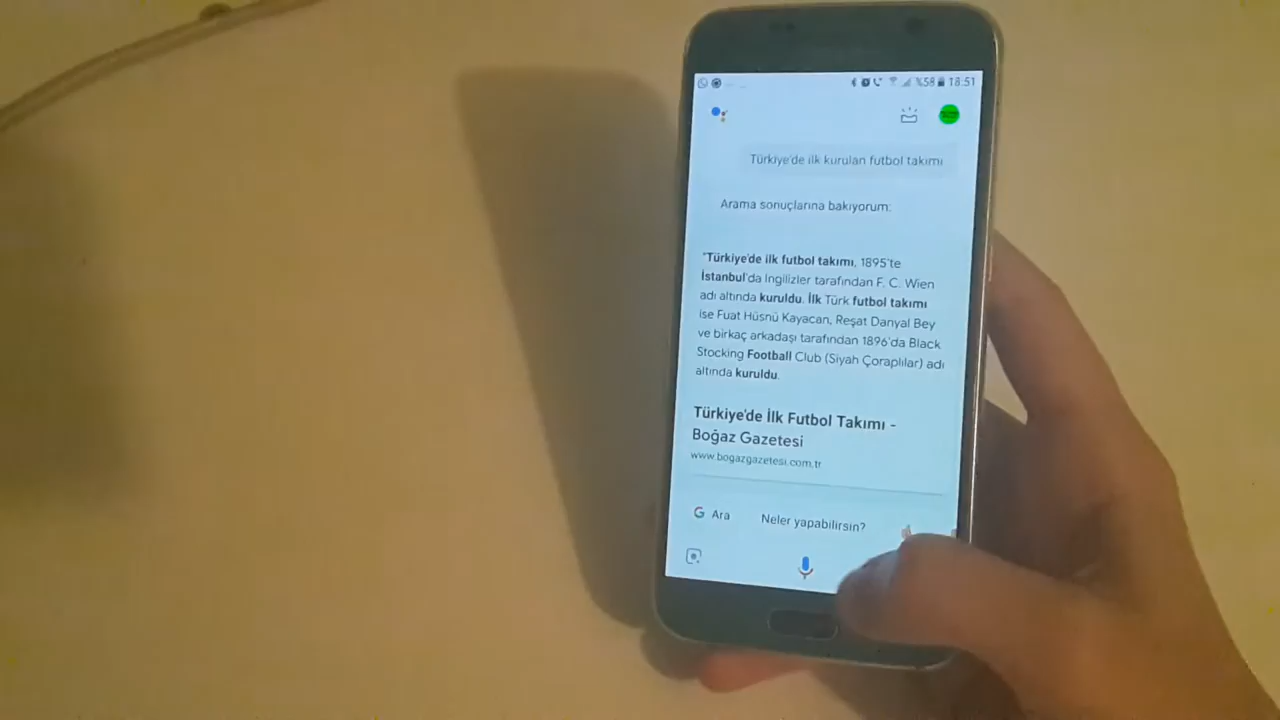 %58 18:51
Türkiye'de ilk kurulan futbol takımı
Arama sonuçlarına bakıyorum:
"Türkiye'de ilk futbol takımı, 1895'te
İstanbul'da İngilizler tarafından F. C. Wien
adı altında kuruldu. İlk Türk futbol takımı
ise Fuat Hüsnü Kayacan, Reşat Danyal Bey
ve birkaç arkadaşı tarafından 1896'da Black
Stocking Football Club (Siyah Çoraplılar) adı
altında kuruldu.
Türkiye'de İlk Futbol Takımı -
Boğaz Gazetesi
www.bogazgazetesi.com.tr
G Ara Neler yapabilirsin?